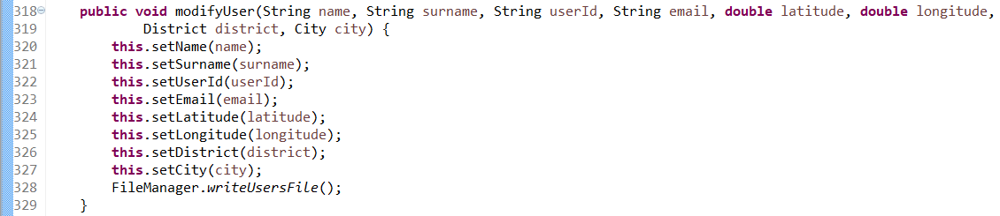 318 public void modifyUser(String name, String surname, String userId, String email, double latitude, double longitude,
319 District district, City city) {
320 this.setName(name);
321 this.setSurname(surname);
322 this.setUserId(userId);
323 this.setEmail(email);
324 this.setLatitude(latitude);
325 this.setLongitude(longitude);
326 this.setDistrict(district);
327 this.setCity(city);
328 FileManager.writeUsersFile();
329 }